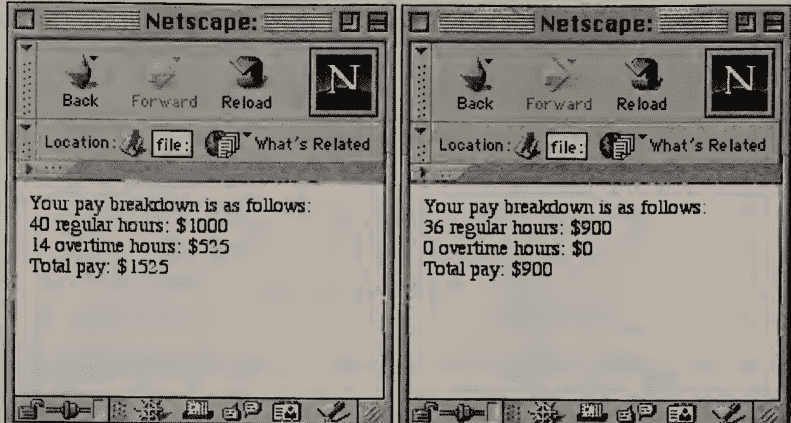 Netscape:
Back Forward Reload
N
Location: file: What's Related
Your pay breakdown is as follows:
40 regular hours: $1000
14 overtime hours: $525
Total pay: $1525
Netscape:
Back Forward Reload
N
Location: file: What's Related
Your pay breakdown is as follows:
36 regular hours: $900
0 overtime hours: $0
Total pay: $900